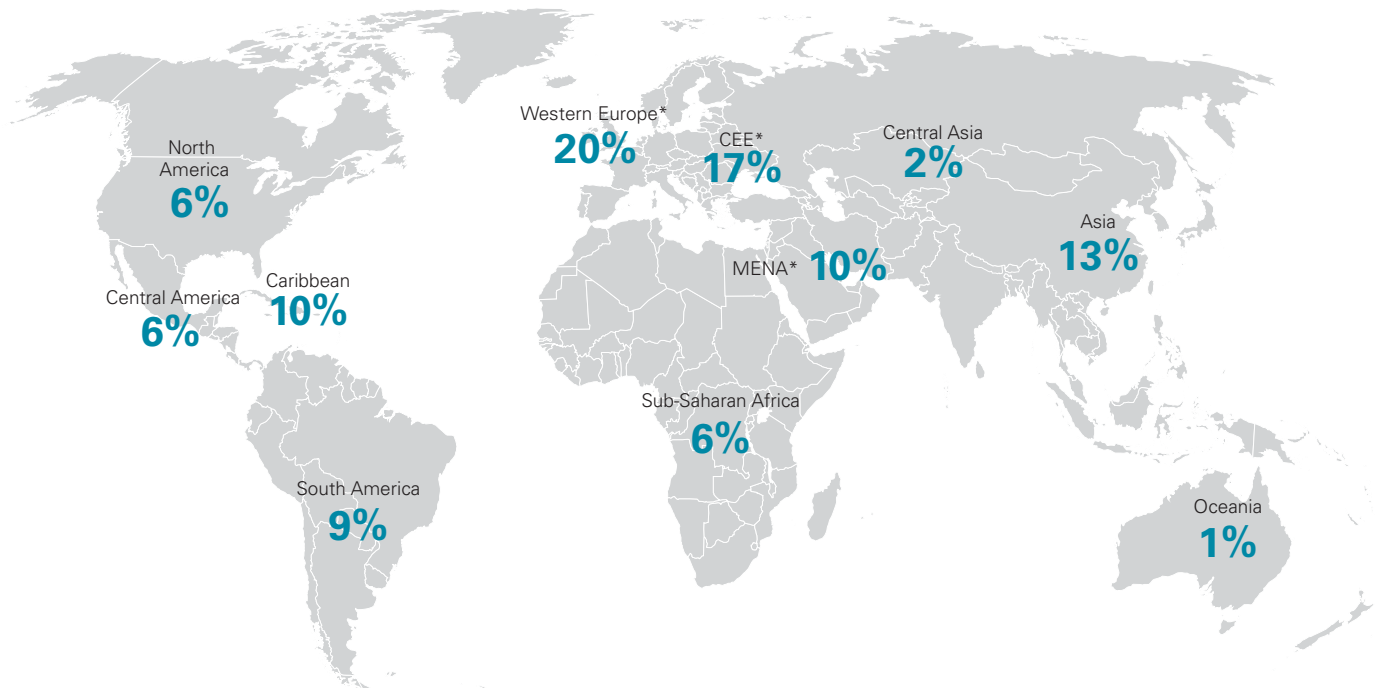 Western Europe*
20%
CEE*
17%
Central Asia
2%
North
America
6%
Asia
13%
MENA*
10%
Caribbean
10%
Central America
6%
Sub-Saharan Africa
6%
South America
9%
Oceania
1%